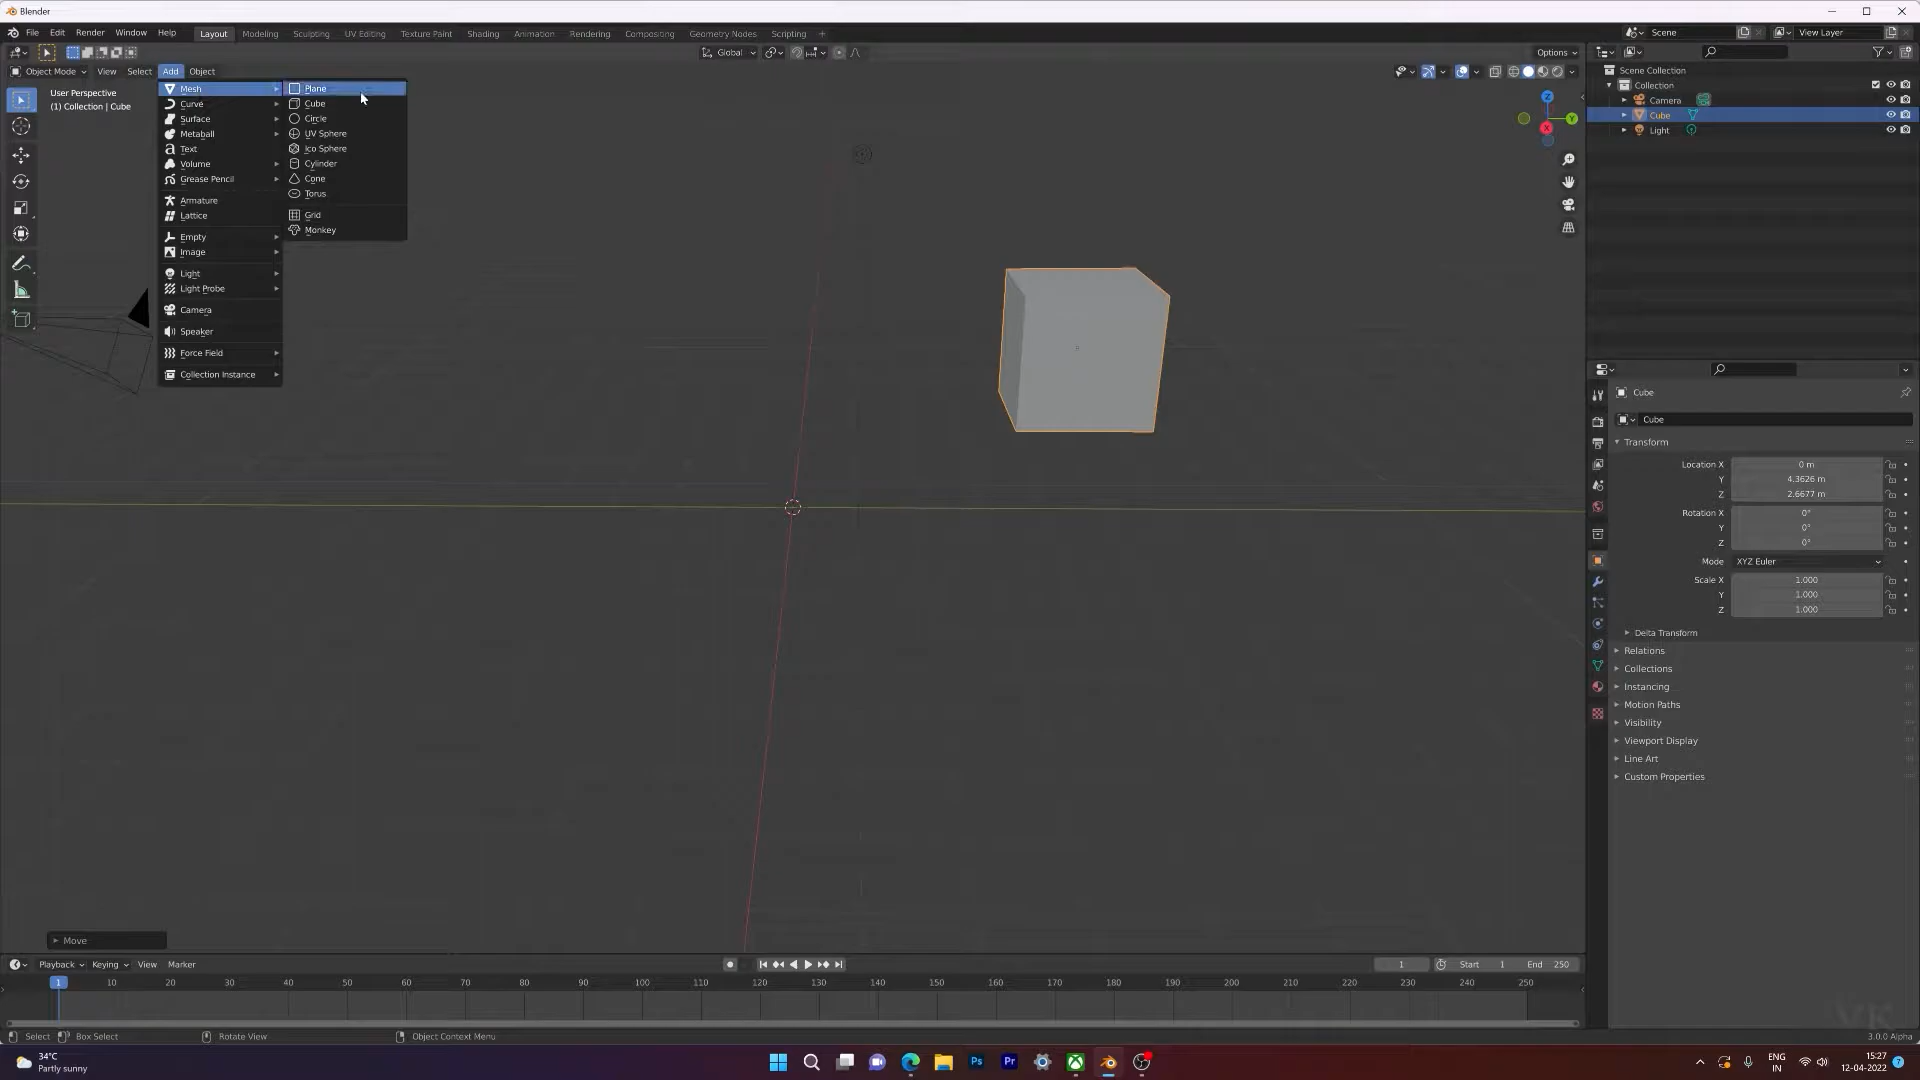 Blender
File Edit Render Window Help Layout Modeling Sculpting UV Editing Texture Paint Shading Animation Rendering Compositing Geometry Nodes Scripting + Scene View Layer
Global Options
Object Mode View Select Add Object
User Perspective
(1) Collection | Cube
Mesh
Curve
Surface
Metaball
Text
Volume
Grease Pencil
Armature
Lattice
Empty
Image
Light
Light Probe
Camera
Speaker
Force Field
Collection Instance
Plane
Cube
Circle
UV Sphere
Ico Sphere
Cylinder
Cone
Torus
Grid
Monkey
Z
Y
X
Scene Collection
Collection
Camera
Cube
Light
Cube
Cube
Transform
Location X 0 m
Y 4.3626 m
Z 2.6677 m
Rotation X 0°
Y 0°
Z 0°
Mode XYZ Euler
Scale X 1.000
Y 1.000
Z 1.000
Delta Transform
Relations
Collections
Instancing
Motion Paths
Visibility
Viewport Display
Line Art
Custom Properties
Move
Playback Keying View Marker 1 Start 1 End 250
1 10 20 30 40 50 60 70 80 90 100 110 120 130 140 150 160 170 180 190 200 210 220 230 240 250
Select Box Select Rotate View Object Context Menu 3.0.0 Alpha
34°C
Partly sunny
Ps Pr
ENG
IN
15:27
12-04-2022
7